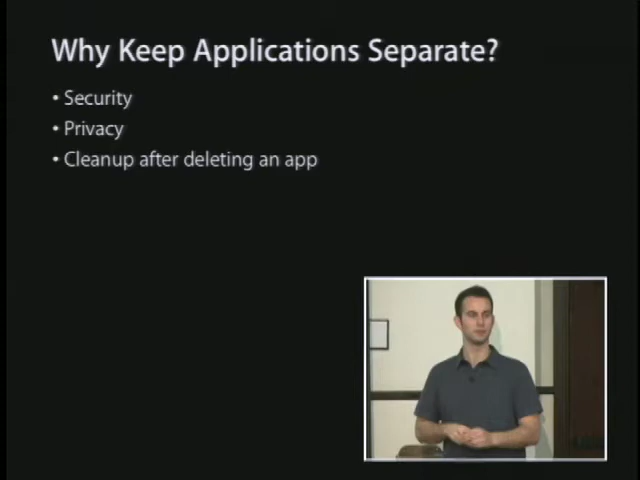 Why Keep Applications Separate?
• Security
• Privacy
• Cleanup after deleting an app